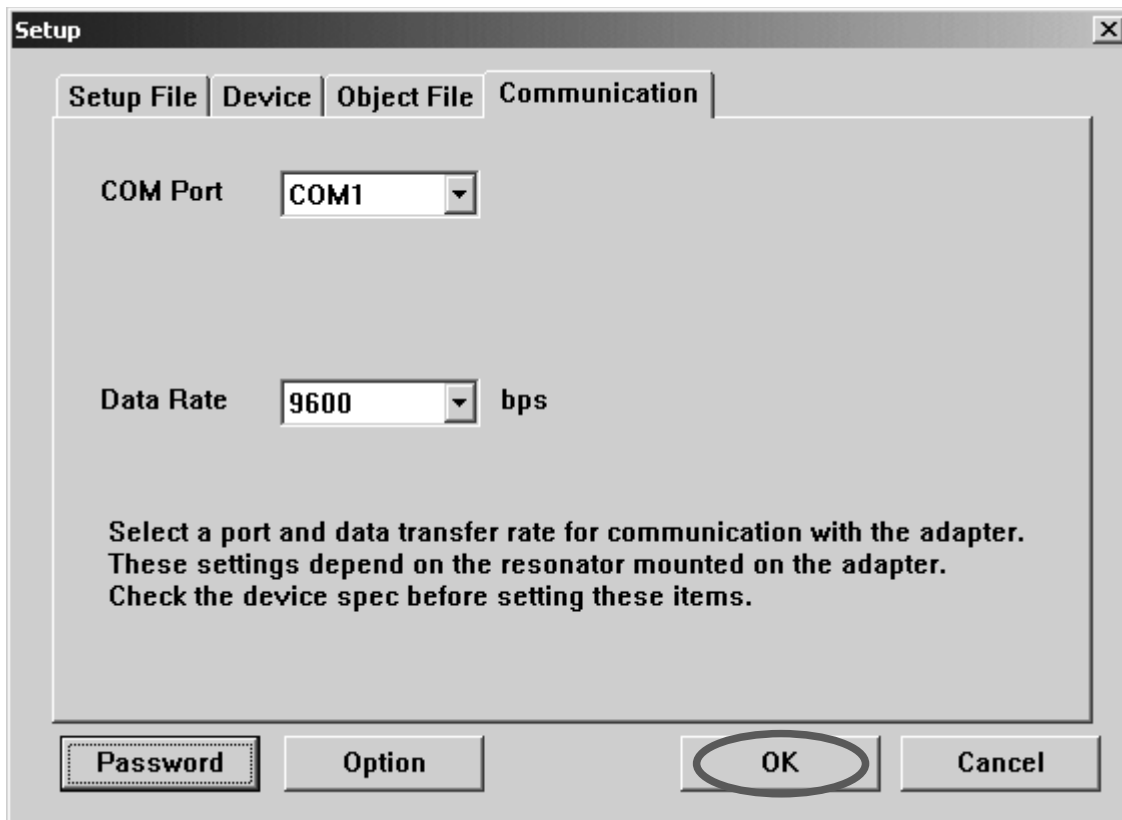 Setup
Setup File Device Object File Communication
COM Port COM1
Data Rate 9600 bps
Select a port and data transfer rate for communication with the adapter.
These settings depend on the resonator mounted on the adapter.
Check the device spec before setting these items.
Password Option OK Cancel